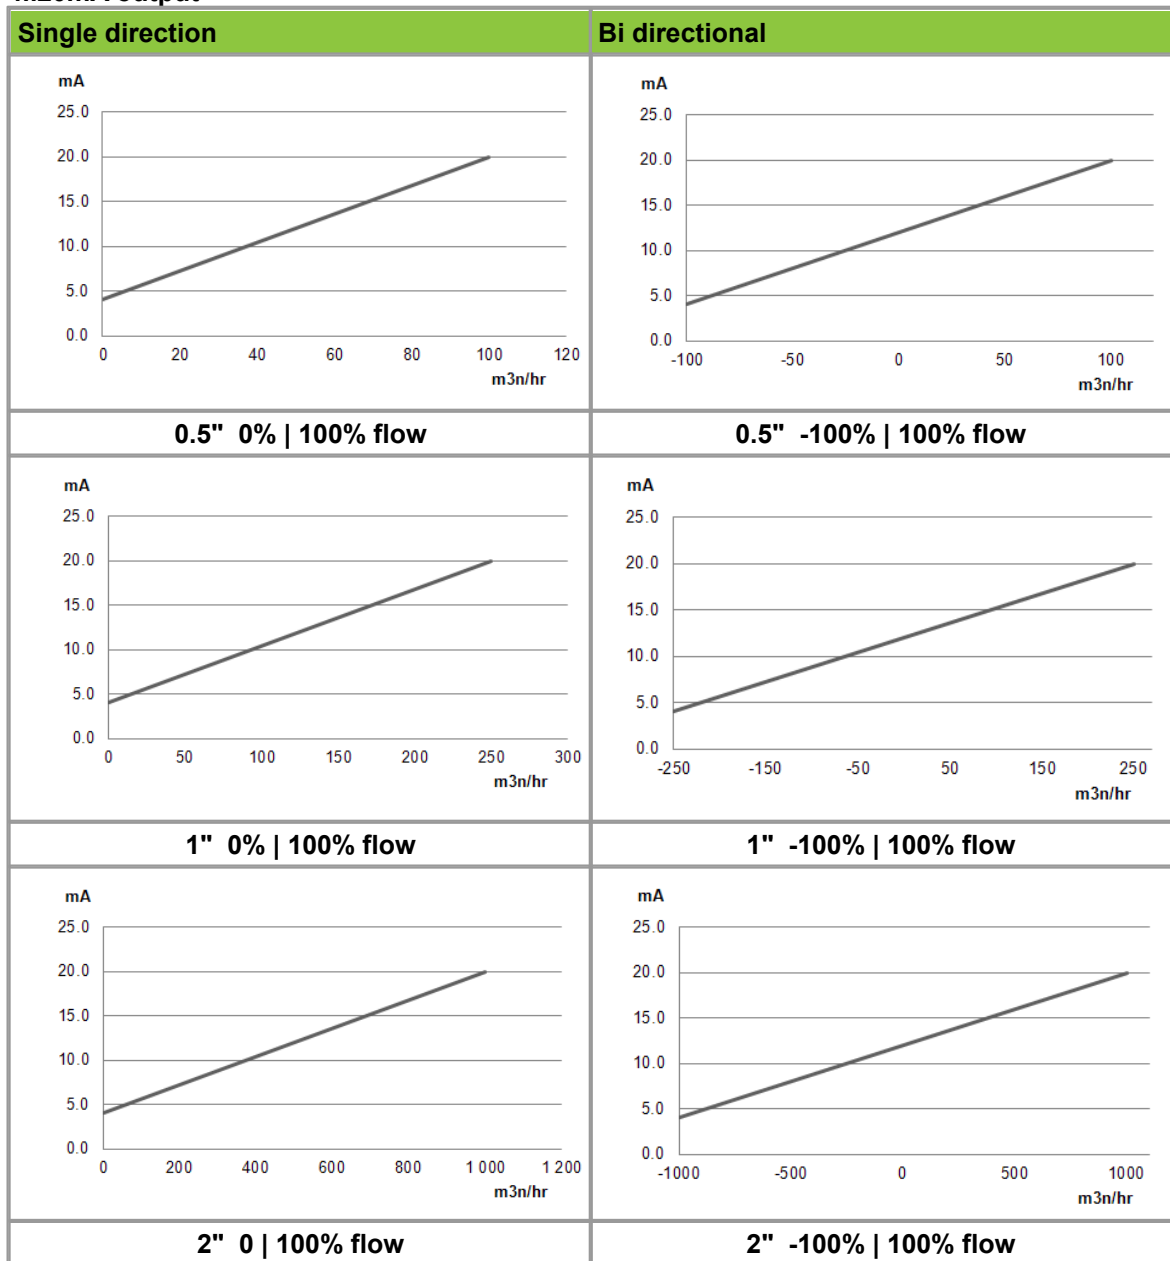 Single direction
Bi directional
mA
25.0
20.0
15.0
10.0
5.0
0.0
0 20 40 60 80 100 120
m3n/hr
mA
25.0
20.0
15.0
10.0
5.0
0.0
-100 -50 0 50 100
m3n/hr
0.5" 0% | 100% flow
0.5" -100% | 100% flow
mA
25.0
20.0
15.0
10.0
5.0
0.0
0 50 100 150 200 250 300
m3n/hr
mA
25.0
20.0
15.0
10.0
5.0
0.0
-250 -150 -50 50 150 250
m3n/hr
1" 0% | 100% flow
1" -100% | 100% flow
mA
25.0
20.0
15.0
10.0
5.0
0.0
0 200 400 600 800 1 000 1 200
m3n/hr
mA
25.0
20.0
15.0
10.0
5.0
0.0
-1000 -500 0 500 1000
m3n/hr
2" 0 | 100% flow
2" -100% | 100% flow